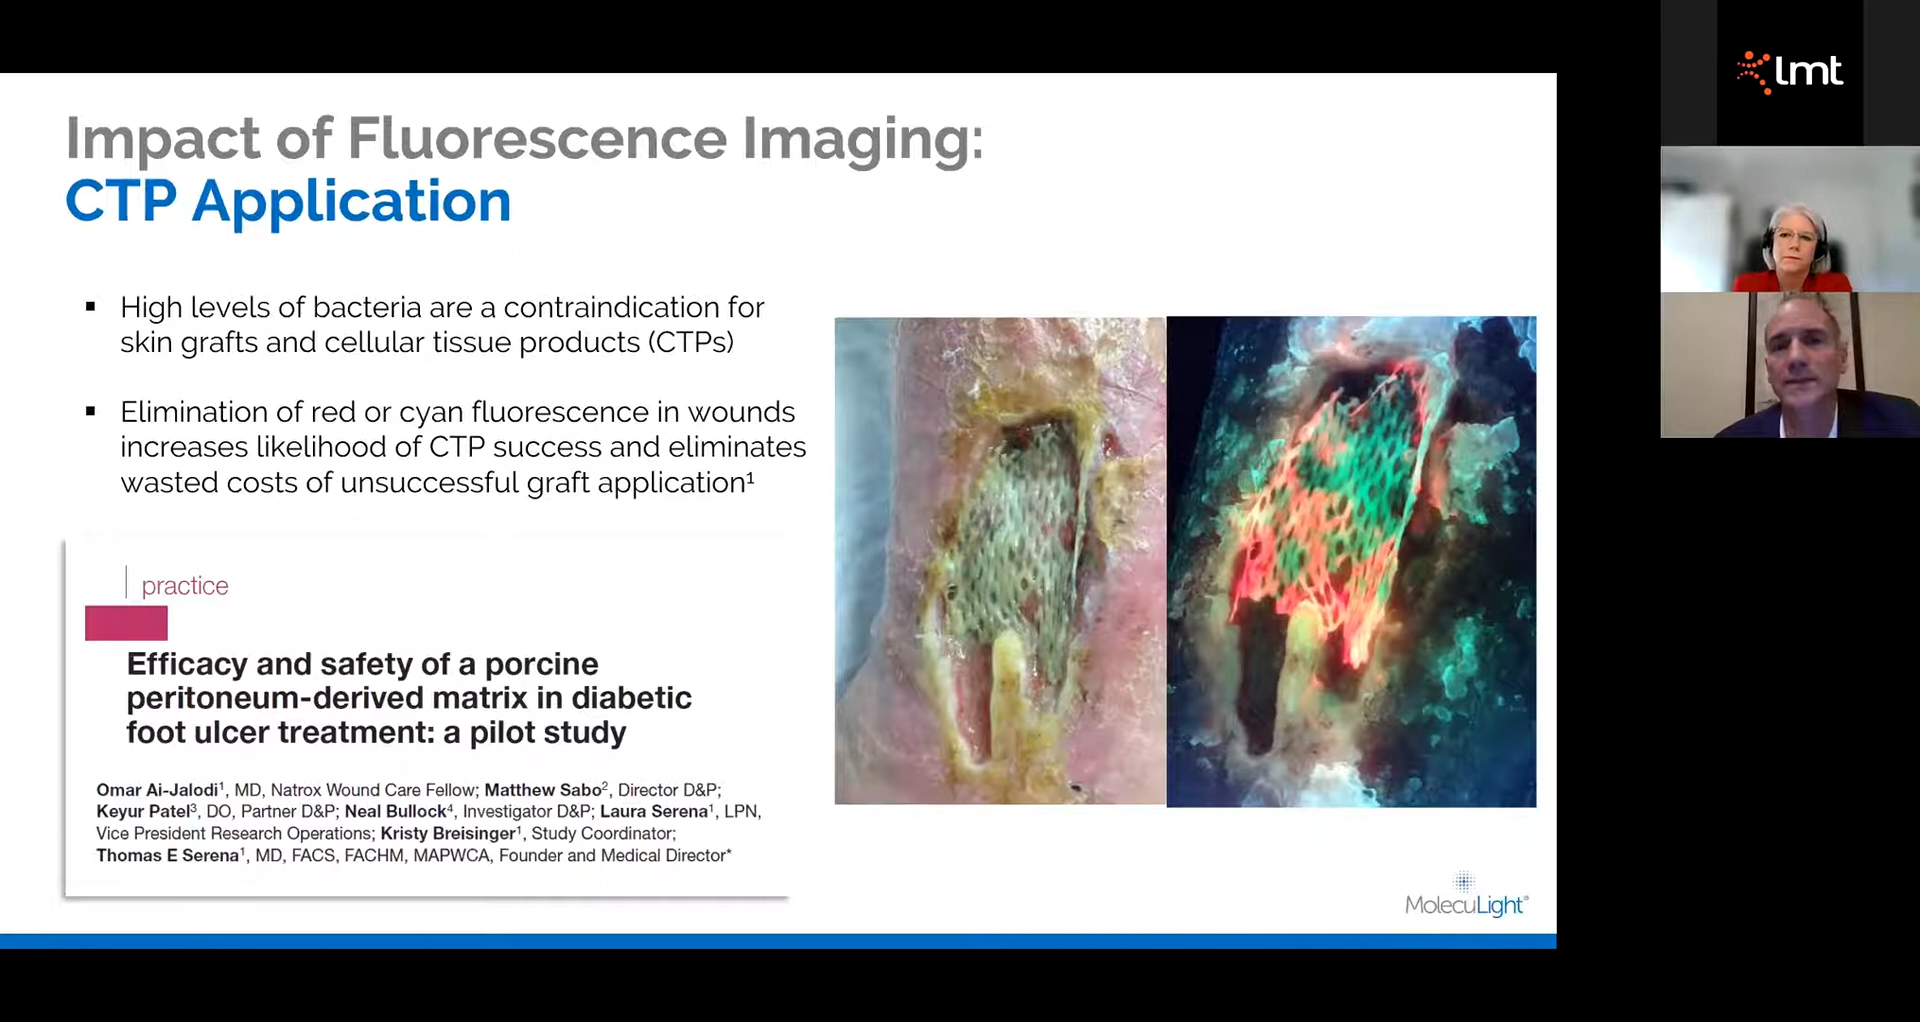 Impact of Fluorescence Imaging:
CTP Application
▪ High levels of bacteria are a contraindication for
skin grafts and cellular tissue products (CTPs)
▪ Elimination of red or cyan fluorescence in wounds
increases likelihood of CTP success and eliminates
wasted costs of unsuccessful graft application¹
practice
Efficacy and safety of a porcine
peritoneum-derived matrix in diabetic
foot ulcer treatment: a pilot study
Omar Ai-Jalodi¹, MD, Natrox Wound Care Fellow; Matthew Sabo², Director D&P;
Keyur Patel³, DO, Partner D&P; Neal Bullock⁴, Investigator D&P; Laura Serena¹, LPN,
Vice President Research Operations; Kristy Breisinger¹, Study Coordinator;
Thomas E Serena¹, MD, FACS, FACHM, MAPWCA, Founder and Medical Director*
MolecuLight®
lmt